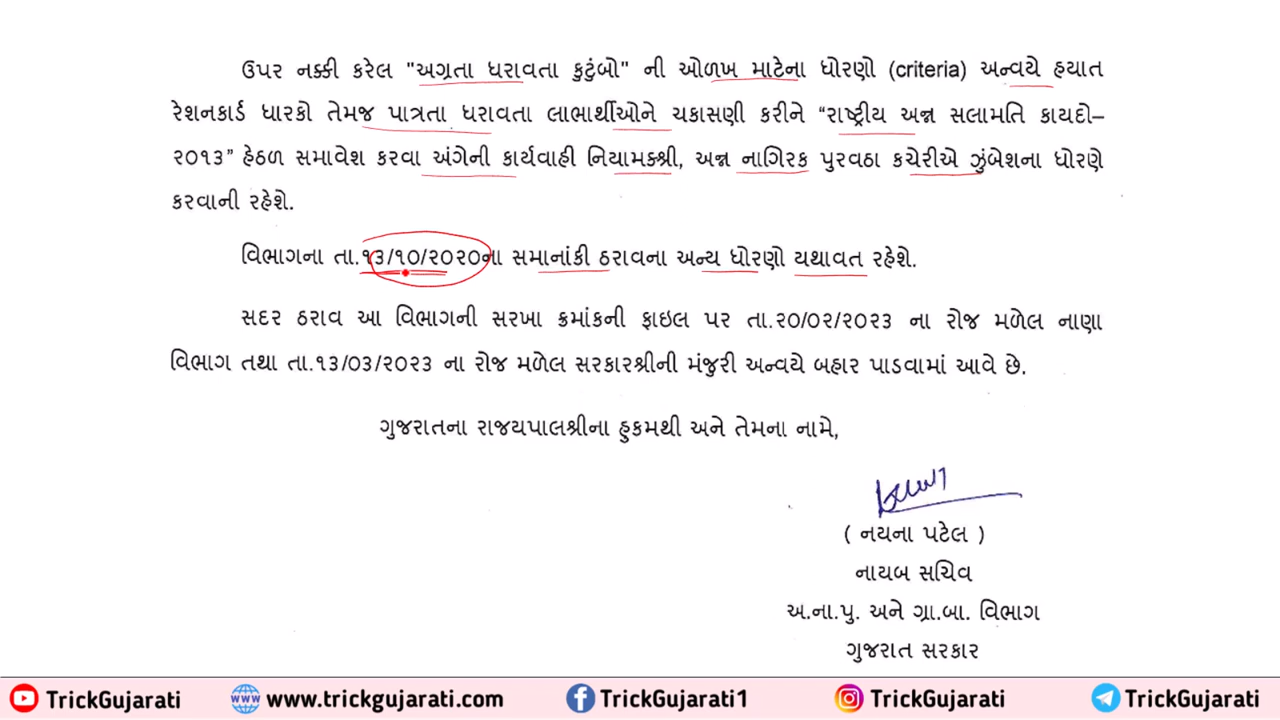 ઉપર નક્કી કરેલ "અગ્રતા ધરાવતા કુટુંબો" ની ઓળખ માટેના ધોરણો (criteria) અન્વયે હયાત
રેશનકાર્ડ ધારકો તેમજ પાત્રતા ધરાવતા લાભાર્થીઓને ચકાસણી કરીને “રાષ્ટ્રીય અન્ન સલામતિ કાયદો–
૨૦૧૩” હેઠળ સમાવેશ કરવા અંગેની કાર્યવાહી નિયામક્શ્રી, અન્ન નાગિરક પુરવઠા કચેરીએ ઝુંબેશના ધોરણે
કરવાની રહેશે.
વિભાગના તા.૧૩/૧૦/૨૦૨૦ના સમાનાંકી ઠરાવના અન્ય ધોરણો યથાવત રહેશે.
સદર ઠરાવ આ વિભાગની સરખા ક્રમાંકની ફાઇલ પર તા.૨૦/૦૨/૨૦૨૩ ના રોજ મળેલ નાણા
વિભાગ તથા તા.૧૩/૦૩/૨૦૨૩ ના રોજ મળેલ સરકારશ્રીની મંજુરી અન્વયે બહાર પાડવામાં આવે છે.
ગુજરાતના રાજયપાલશ્રીના હુકમથી અને તેમના નામે,
( નયના પટેલ )
નાયબ સચિવ
અ.ના.પુ. અને ગ્રા.બા. વિભાગ
ગુજરાત સરકાર
TrickGujarati www.trickgujarati.com TrickGujarati1 TrickGujarati TrickGujarati